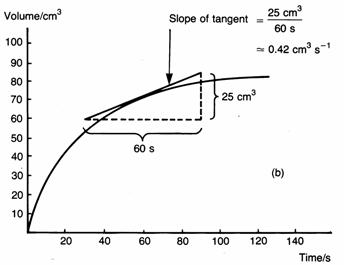 Volume/cm³
Slope of tangent = 25 cm³
60 s
≃ 0.42 cm³ s⁻¹
100
90
80
70
60
50
40
30
20
10
25 cm³
60 s
(b)
20 40 60 80 100 120 140
Time/s